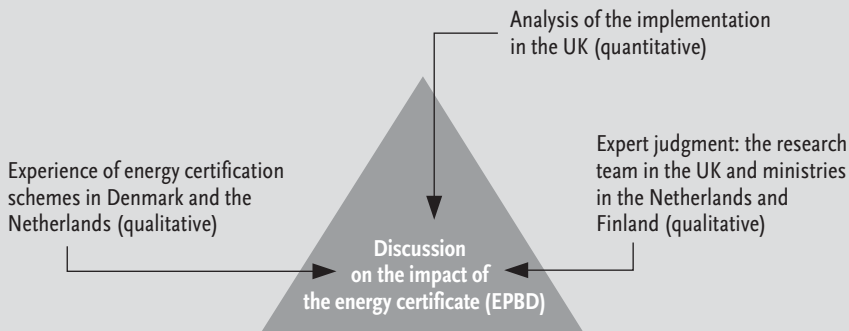 Analysis of the implementation
in the UK (quantitative)
Experience of energy certification
schemes in Denmark and the
Netherlands (qualitative)
Expert judgment: the research
team in the UK and ministries
in the Netherlands and
Finland (qualitative)
Discussion
on the impact of
the energy certificate (EPBD)